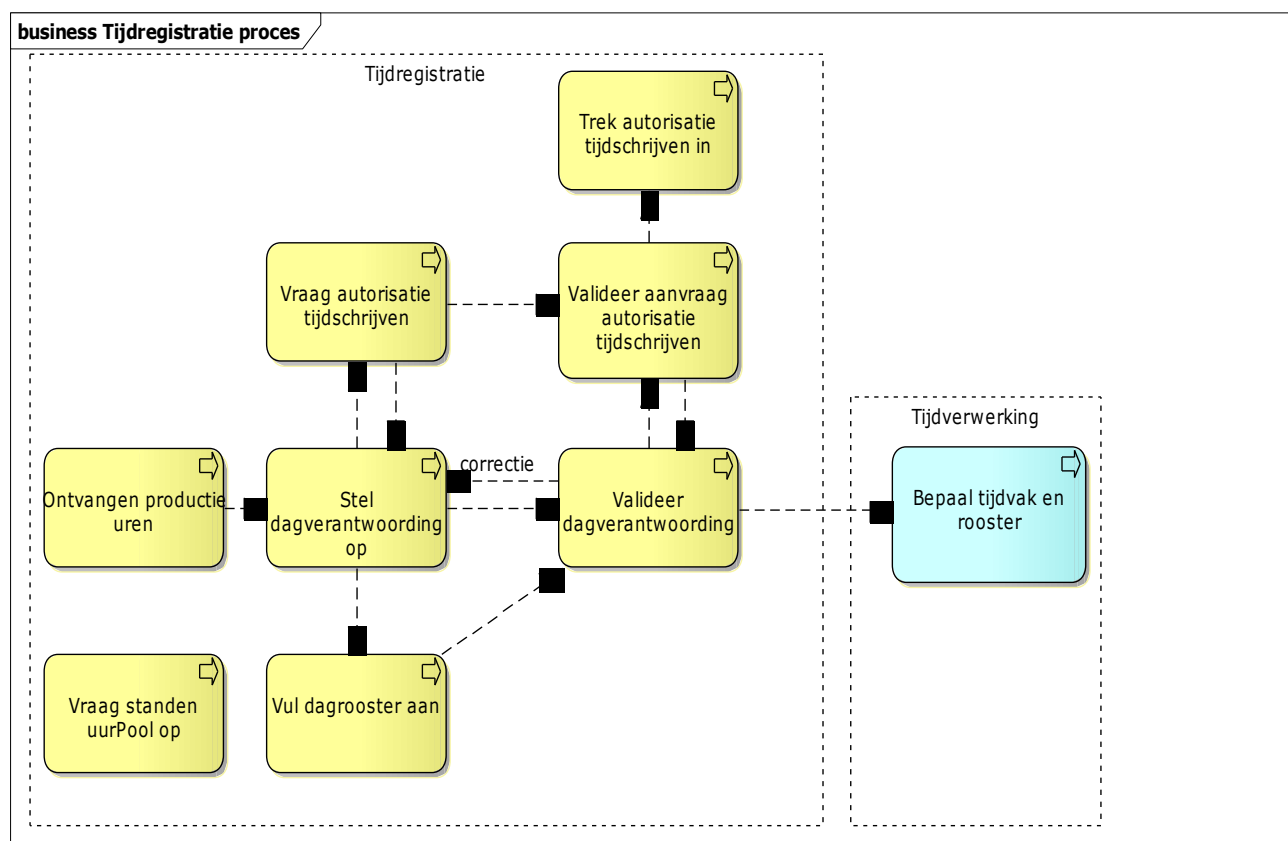 business Tijdregistratie proces
Tijdregistratie
Trek autorisatie
tijdschrijven in
Vraag autorisatie
tijdschrijven
Valideer aanvraag
autorisatie
tijdschrijven
Tijdverwerking
correctie
Ontvangen productie
uren
Stel
dagverantwoording
op
Valideer
dagverantwoording
Bepaal tijdvak en
rooster
Vraag standen
uurPool op
Vul dagrooster aan